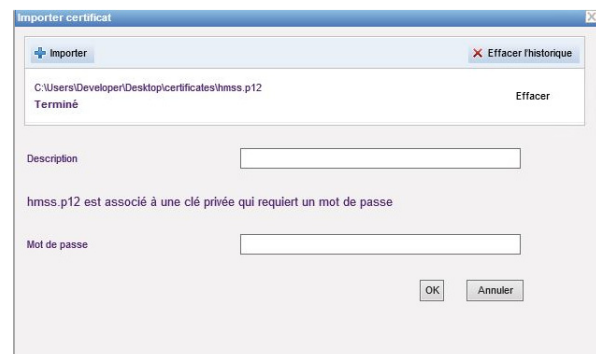 Importer certificat
Importer
Effacer l'historique
C:\Users\Developer\Desktop\certificates\hmss.p12
Terminé
Effacer
Description
hmss.p12 est associé à une clé privée qui requiert un mot de passe
Mot de passe
OK
Annuler